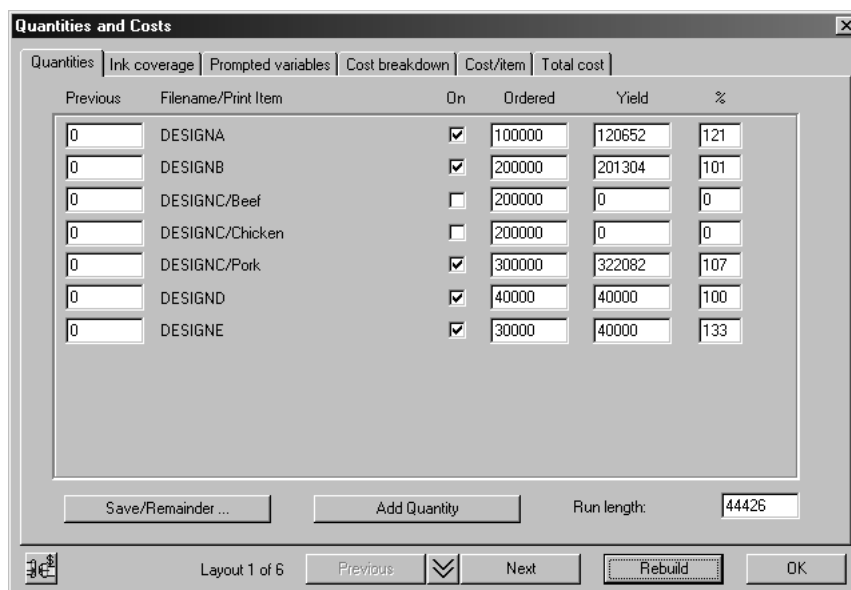 Quantities and Costs
Quantities Ink coverage Prompted variables Cost breakdown Cost/item Total cost
Previous Filename/Print Item On Ordered Yield %
0 DESIGNA 100000 120652 121
0 DESIGNB 200000 201304 101
0 DESIGNC/Beef 200000 0 0
0 DESIGNC/Chicken 200000 0 0
0 DESIGNC/Pork 300000 322082 107
0 DESIGND 40000 40000 100
0 DESIGNE 30000 40000 133
Save/Remainder ... Add Quantity Run length: 44426
Layout 1 of 6 Previous Next Rebuild OK